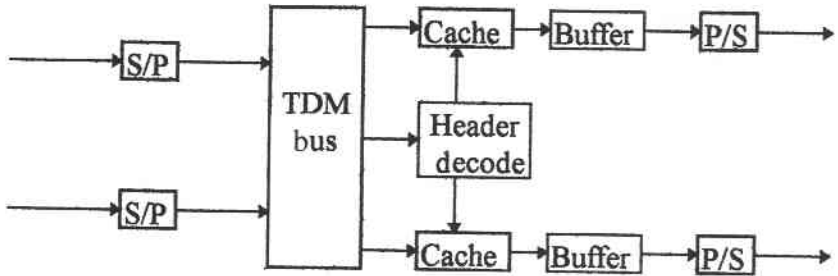 Cache
Buffer
P/S
S/P
TDM
bus
Header
decode
S/P
Cache
Buffer
P/S